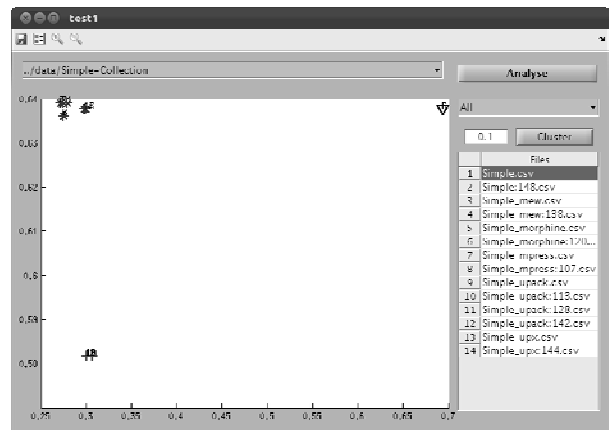 test1
../data/Simple-Collection
Analyse
All
0.1 Cluster
Files
1 Simple.csv
2 Simple:148.csv
3 Simple_mew.csv
4 Simple_mew:138.csv
5 Simple_morphine.csv
6 Simple_morphine:120...
7 Simple_mpress.csv
8 Simple_mpress:107.csv
9 Simple_upack.csv
10 Simple_upack:113.csv
11 Simple_upack:128.csv
12 Simple_upack:142.csv
13 Simple_upx.csv
14 Simple_upx:144.csv
0.64
0.63
0.62
0.61
0.6
0.59
0.58
0.25 0.3 0.35 0.4 0.45 0.5 0.55 0.6 0.65 0.7